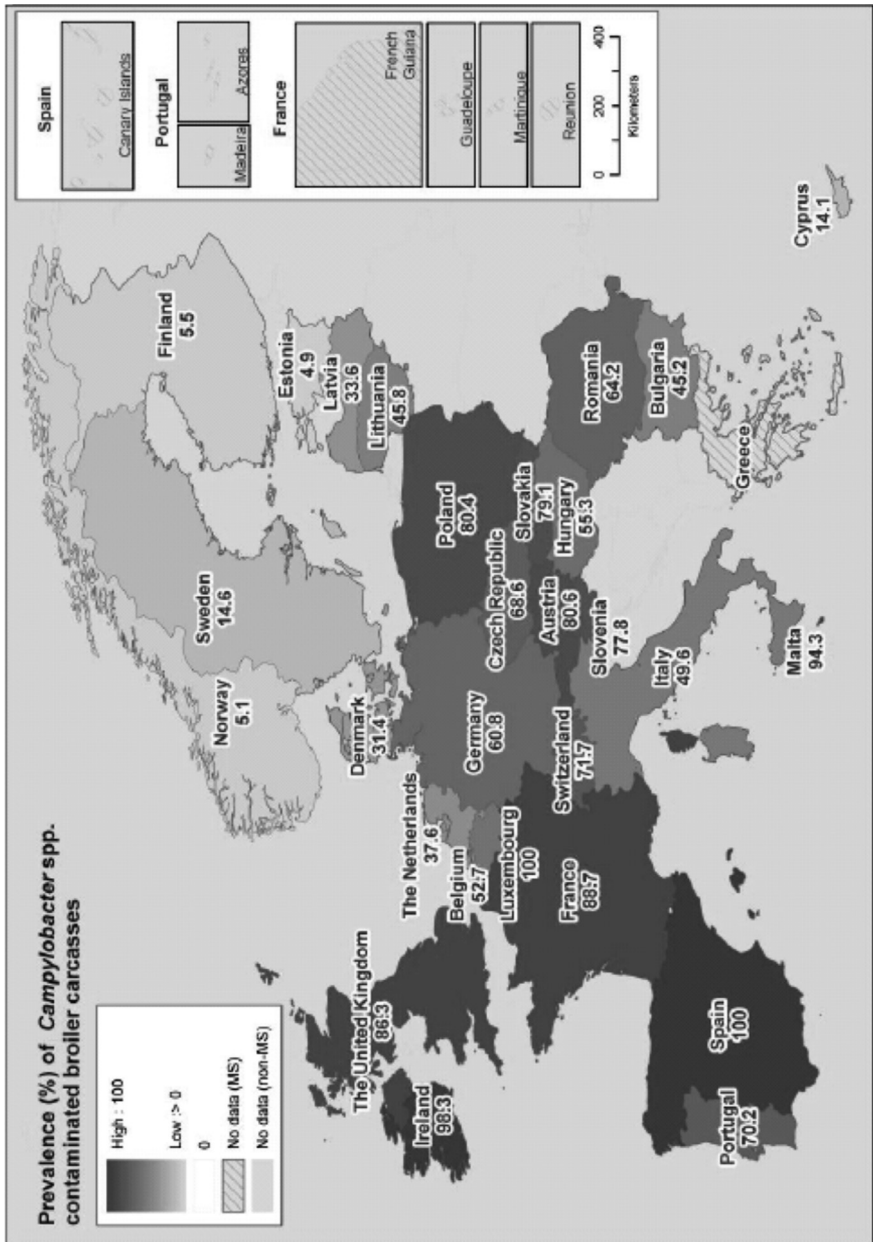 Prevalence (%) of Campylobacter spp.
contaminated broiler carcasses
High : 100
Low :> 0
0
No data (MS)
No data (non-MS)
Spain
Canary Islands
Portugal
Madeira
Azores
France
French
Guiana
Guadeloupe
Martinique
Reunion
0 200 400
Kilometers
Finland
5.5
Sweden
14.6
Norway
5.1
Estonia
4.9
Latvia
33.6
Lithuania
45.8
Denmark
31.4
The United Kingdom
86.3
Ireland
98.3
The Netherlands
37.6
Belgium
52.7
Luxembourg
100
Germany
60.8
Poland
80.4
Czech Republic
68.6
Slovakia
79.1
Austria
80.6
Hungary
55.3
Slovenia
77.8
Switzerland
71.7
France
88.7
Italy
49.6
Romania
64.2
Bulgaria
45.2
Greece
Malta
94.3
Cyprus
14.1
Spain
100
Portugal
70.2